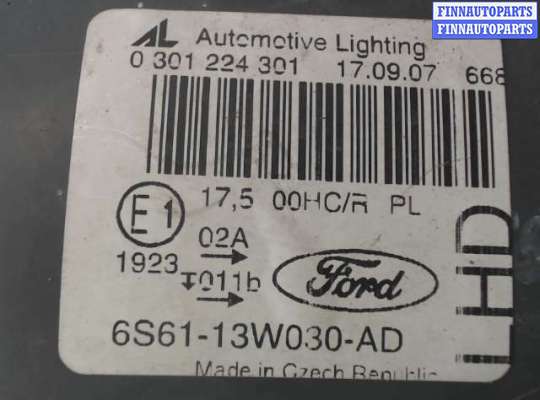 FINNAUTOPARTS
FINNAUTOPARTS
AL Automotive Lighting
0 301 224 301 17.09.07 668
E1 17,5 00HC/R PL
02A
1923 011b
Ford
6S61-13W030-AD
LHD
Made in Czech Republic